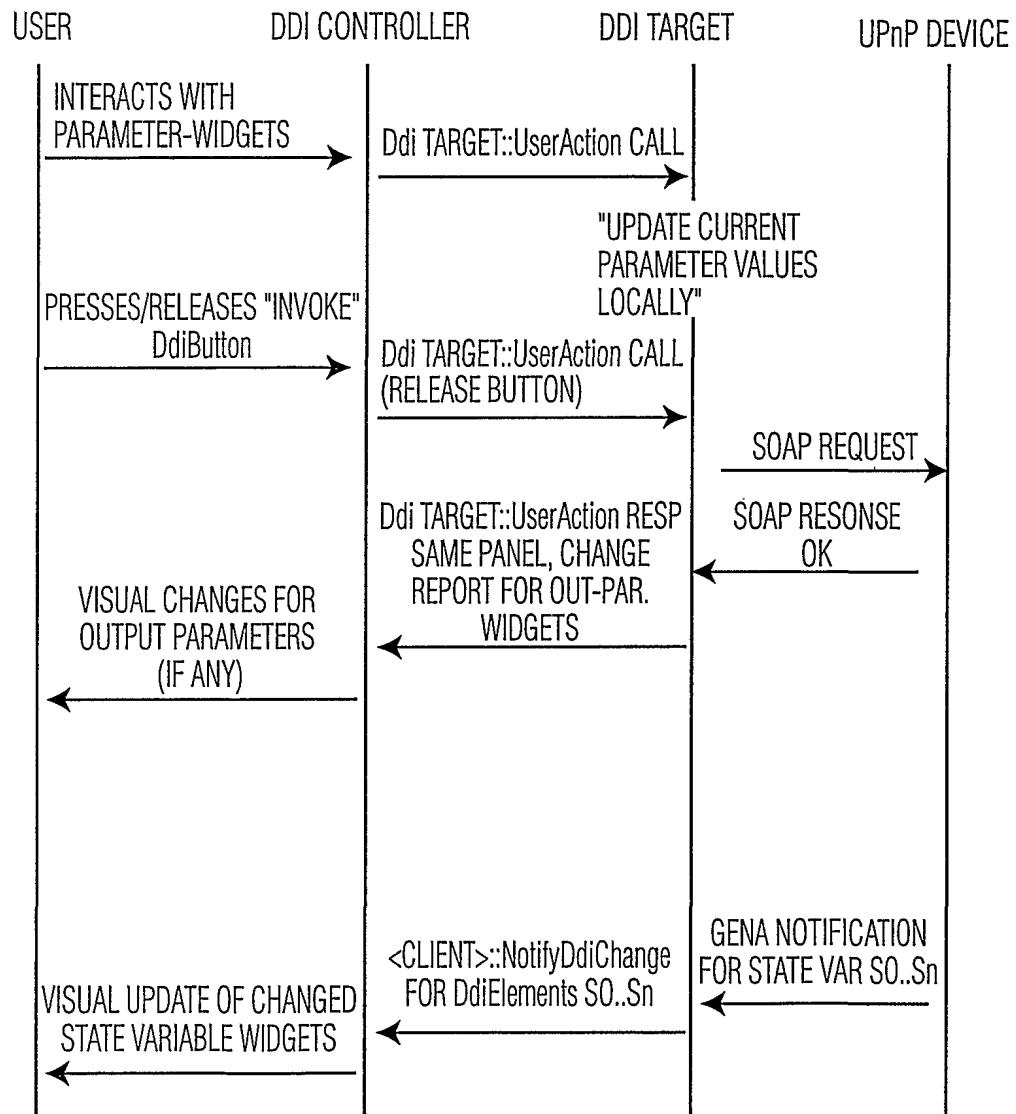 USER
DDI CONTROLLER
DDI TARGET
UPnP DEVICE
INTERACTS WITH
PARAMETER-WIDGETS
Ddi TARGET::UserAction CALL
"UPDATE CURRENT
PARAMETER VALUES
LOCALLY"
PRESSES/RELEASES "INVOKE"
DdiButton
Ddi TARGET::UserAction CALL
(RELEASE BUTTON)
SOAP REQUEST
SOAP RESONSE
OK
Ddi TARGET::UserAction RESP
SAME PANEL, CHANGE
REPORT FOR OUT-PAR.
WIDGETS
VISUAL CHANGES FOR
OUTPUT PARAMETERS
(IF ANY)
GENA NOTIFICATION
FOR STATE VAR SO..Sn
<CLIENT>::NotifyDdiChange
FOR DdiElements SO..Sn
VISUAL UPDATE OF CHANGED
STATE VARIABLE WIDGETS